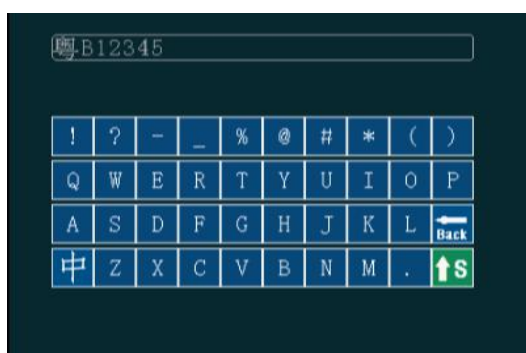 粤B12345
! ? - _ % @ # * ( )
Q W E R T Y U I O P
A S D F G H J K L Back
中 Z X C V B N M . S